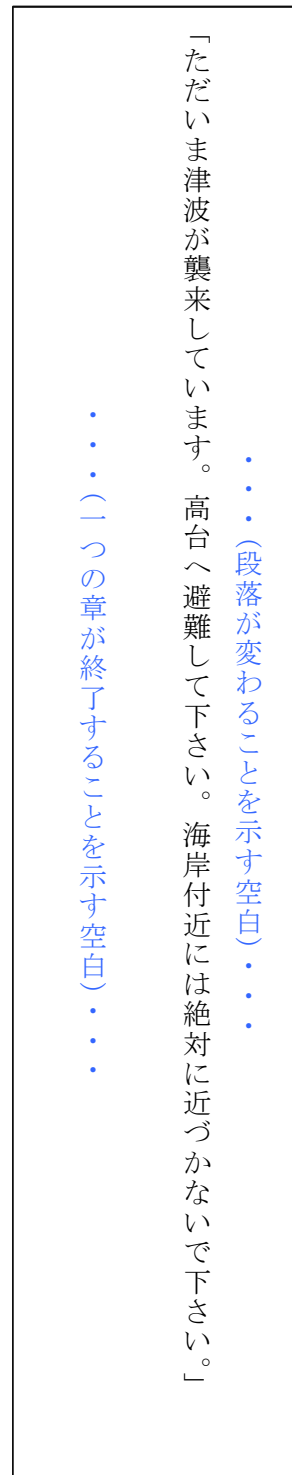 ・・・(段落が変わることを示す空白)・・・
「ただいま津波が襲来しています。高台へ避難して下さい。海岸付近には絶対に近づかないで下さい。」
・・・(一つの章が終了することを示す空白)・・・